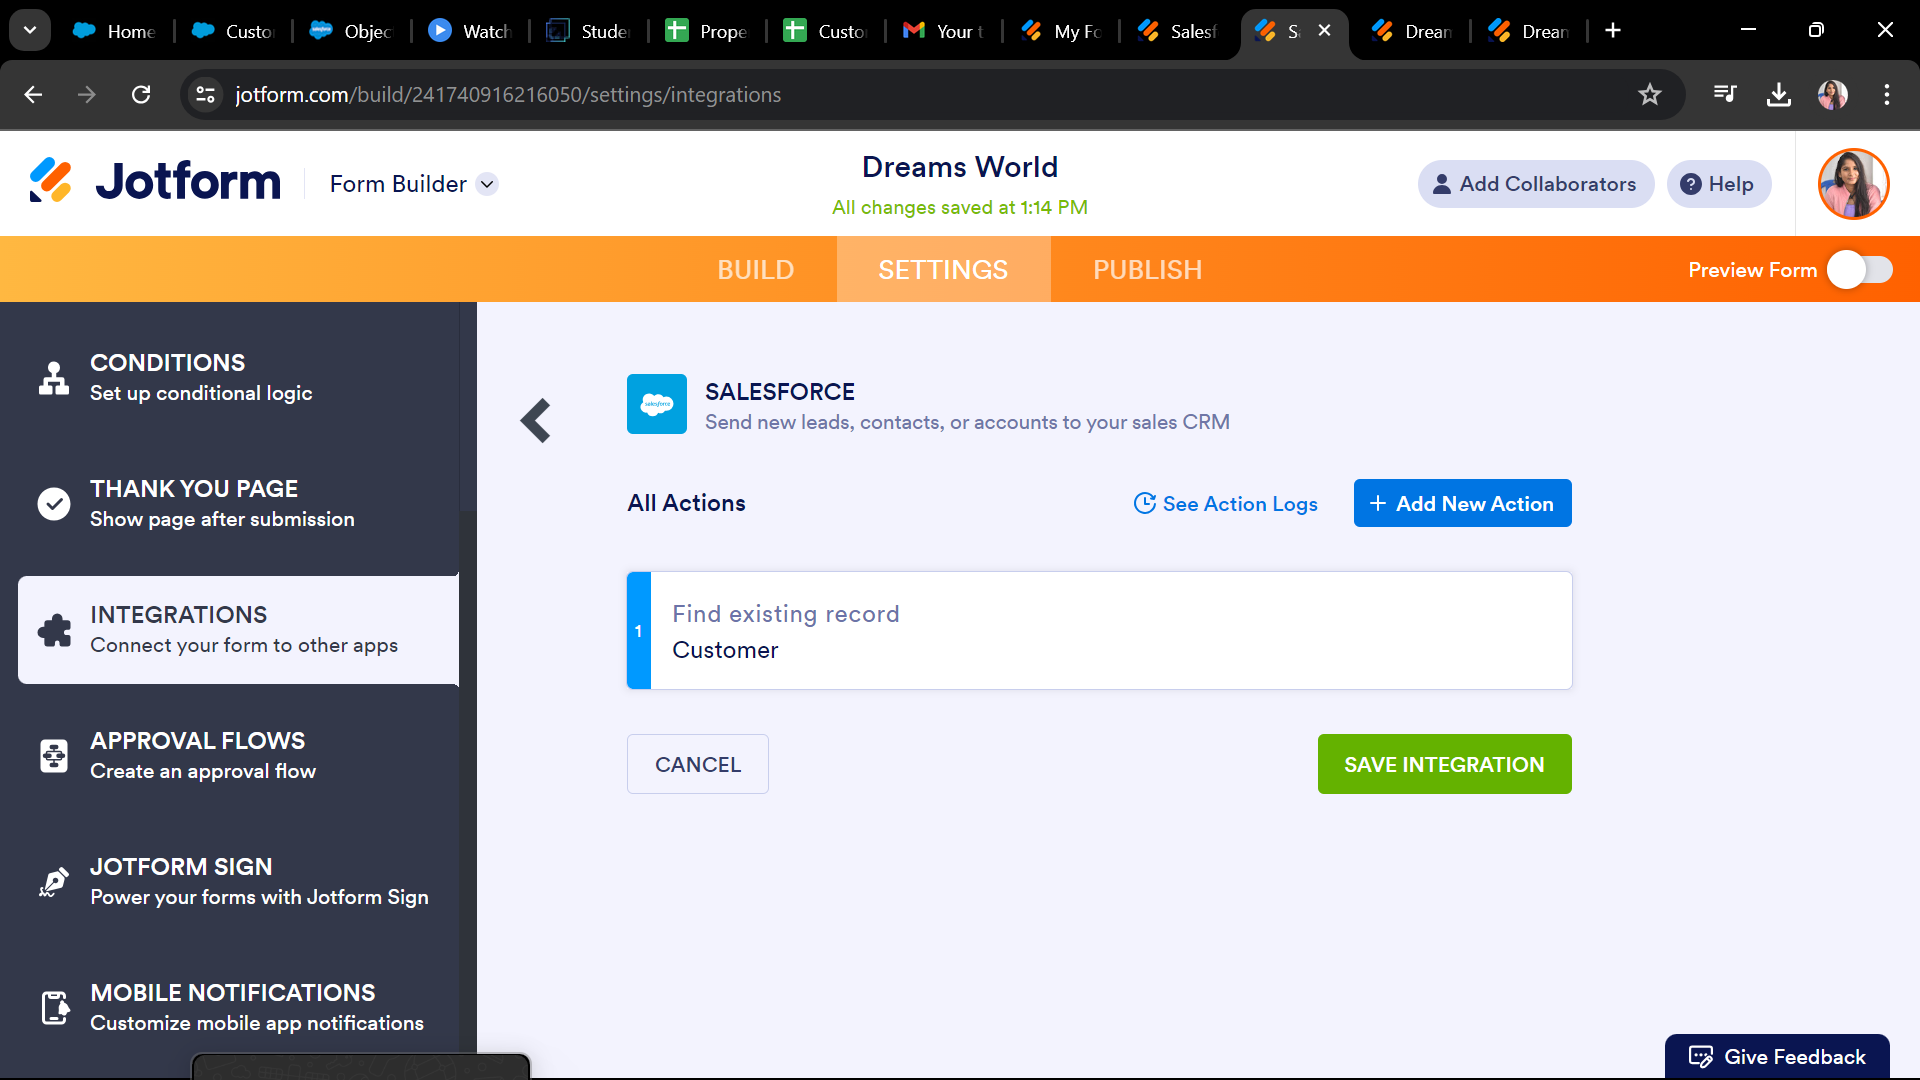 Home
Custo
Objec
Watch
Stude
Prope
Custo
Your t
My Fo
Salesf
S
Dream
Dream
jotform.com/build/241740916216050/settings/integrations
Jotform
Form Builder
Dreams World
All changes saved at 1:14 PM
Add Collaborators
Help
BUILD
SETTINGS
PUBLISH
Preview Form
CONDITIONS
Set up conditional logic
THANK YOU PAGE
Show page after submission
INTEGRATIONS
Connect your form to other apps
APPROVAL FLOWS
Create an approval flow
JOTFORM SIGN
Power your forms with Jotform Sign
MOBILE NOTIFICATIONS
Customize mobile app notifications
salesforce
SALESFORCE
Send new leads, contacts, or accounts to your sales CRM
All Actions
See Action Logs
+ Add New Action
1
Find existing record
Customer
CANCEL
SAVE INTEGRATION
Give Feedback